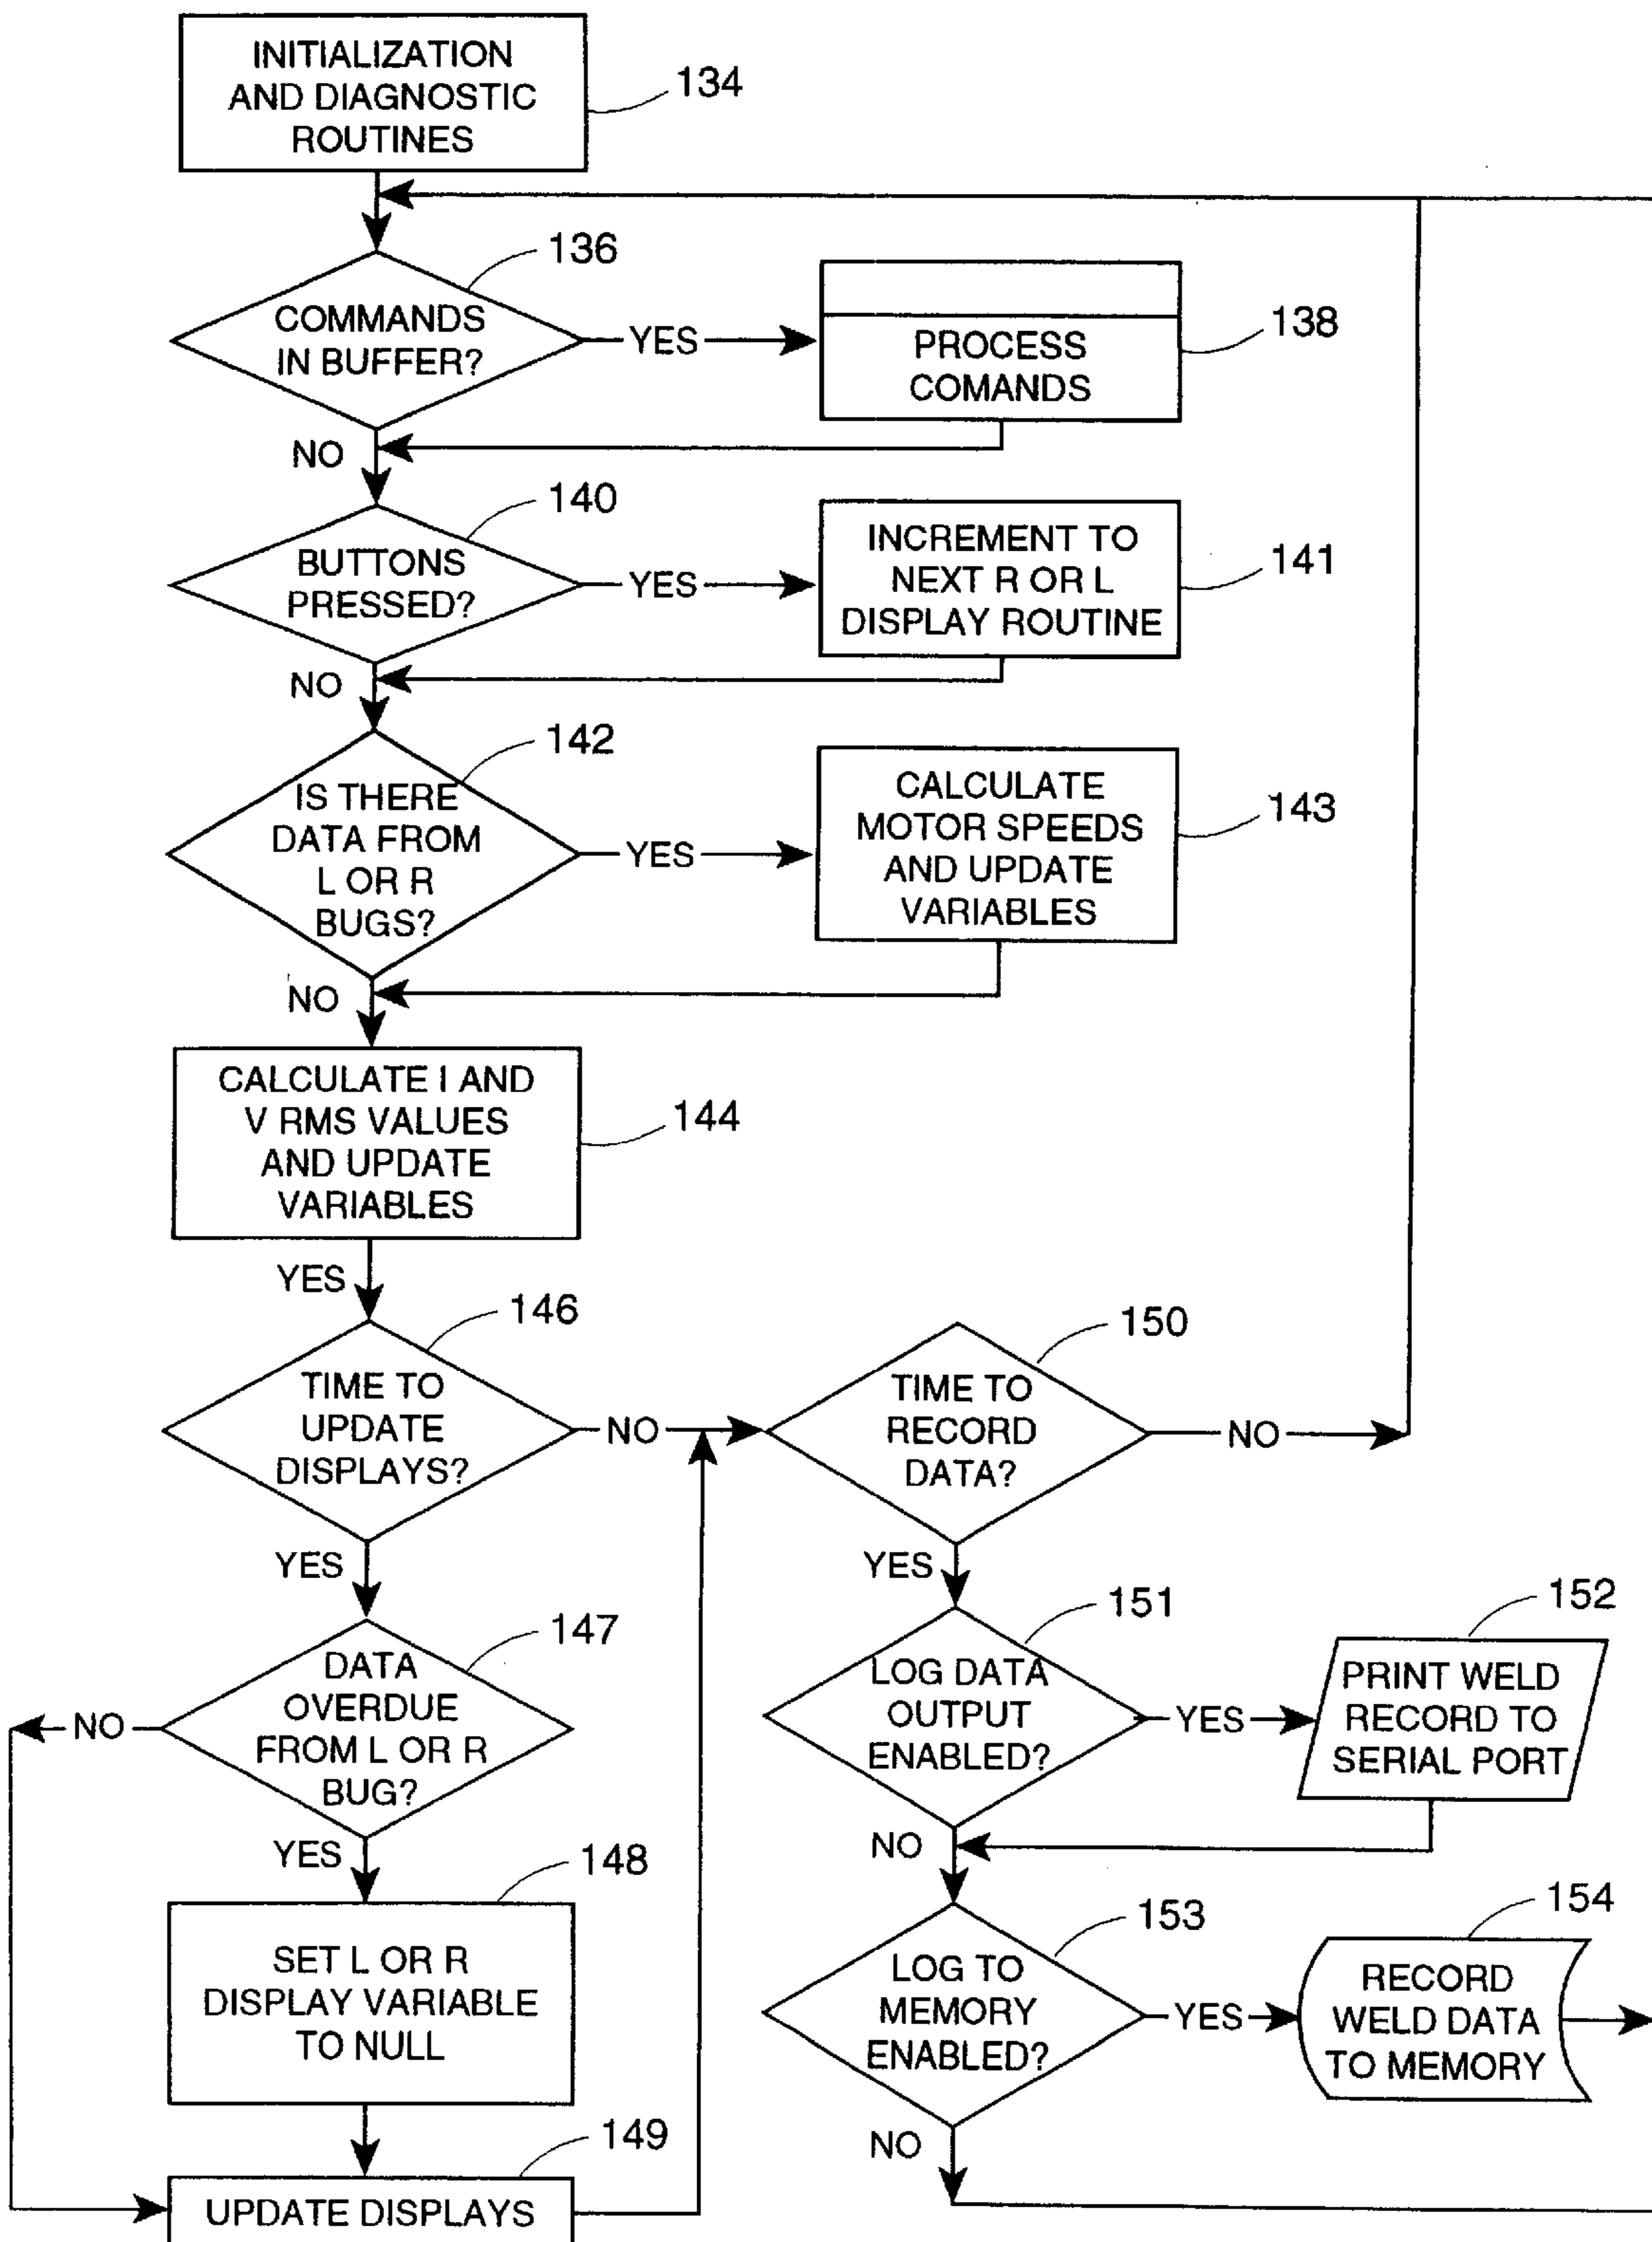 INITIALIZATION
AND DIAGNOSTIC
ROUTINES
134
136
COMMANDS
IN BUFFER?
YES
PROCESS
COMANDS
138
NO
140
BUTTONS
PRESSED?
YES
INCREMENT TO
NEXT R OR L
DISPLAY ROUTINE
141
NO
142
IS THERE
DATA FROM
L OR R
BUGS?
YES
CALCULATE
MOTOR SPEEDS
AND UPDATE
VARIABLES
143
NO
CALCULATE I AND
V RMS VALUES
AND UPDATE
VARIABLES
144
YES
146
TIME TO
UPDATE
DISPLAYS?
NO
150
TIME TO
RECORD
DATA?
NO
YES
147
DATA
OVERDUE
FROM L OR R
BUG?
NO
YES
148
SET L OR R
DISPLAY VARIABLE
TO NULL
149
UPDATE DISPLAYS
YES
151
LOG DATA
OUTPUT
ENABLED?
YES
152
PRINT WELD
RECORD TO
SERIAL PORT
NO
153
LOG TO
MEMORY
ENABLED?
YES
154
RECORD
WELD DATA
TO MEMORY
NO